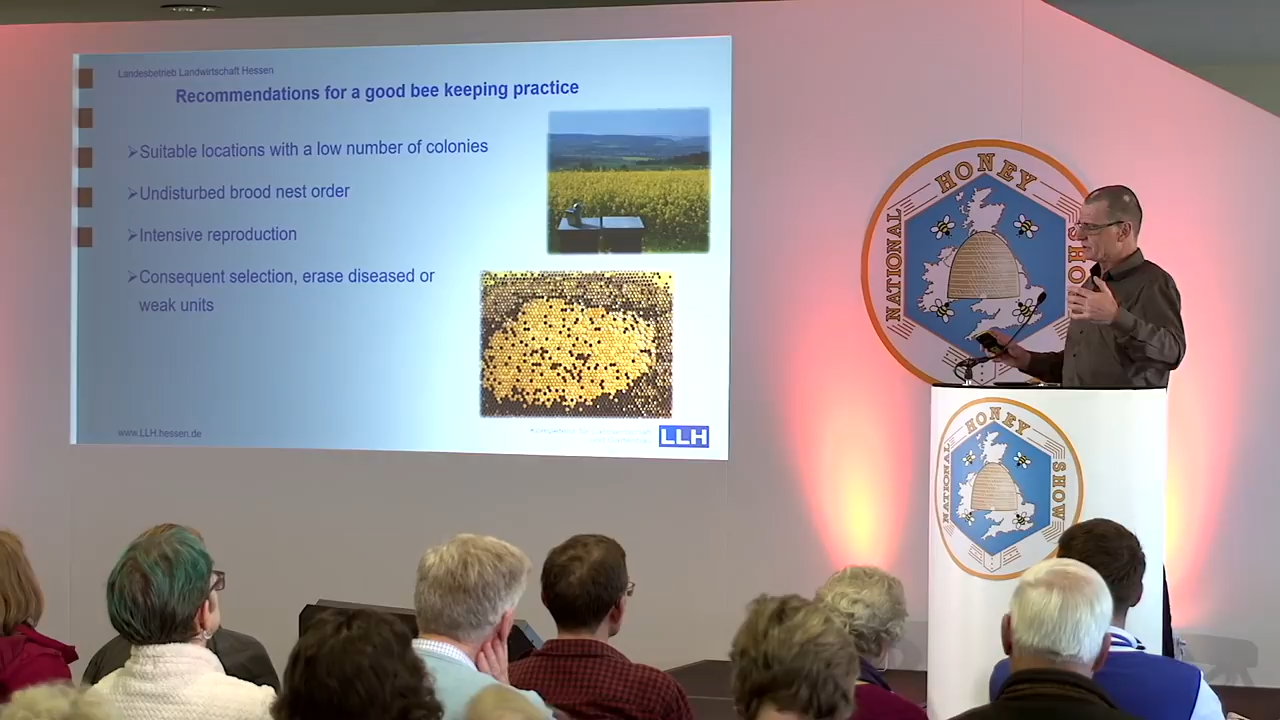 Landesbetrieb Landwirtschaft Hessen
Recommendations for a good bee keeping practice
➢Suitable locations with a low number of colonies
➢Undisturbed brood nest order
➢Intensive reproduction
➢Consequent selection, erase diseased or
weak units
www.LLH.hessen.de
LLH
NATIONAL HONEY SHOW
NATIONAL HONEY SHOW